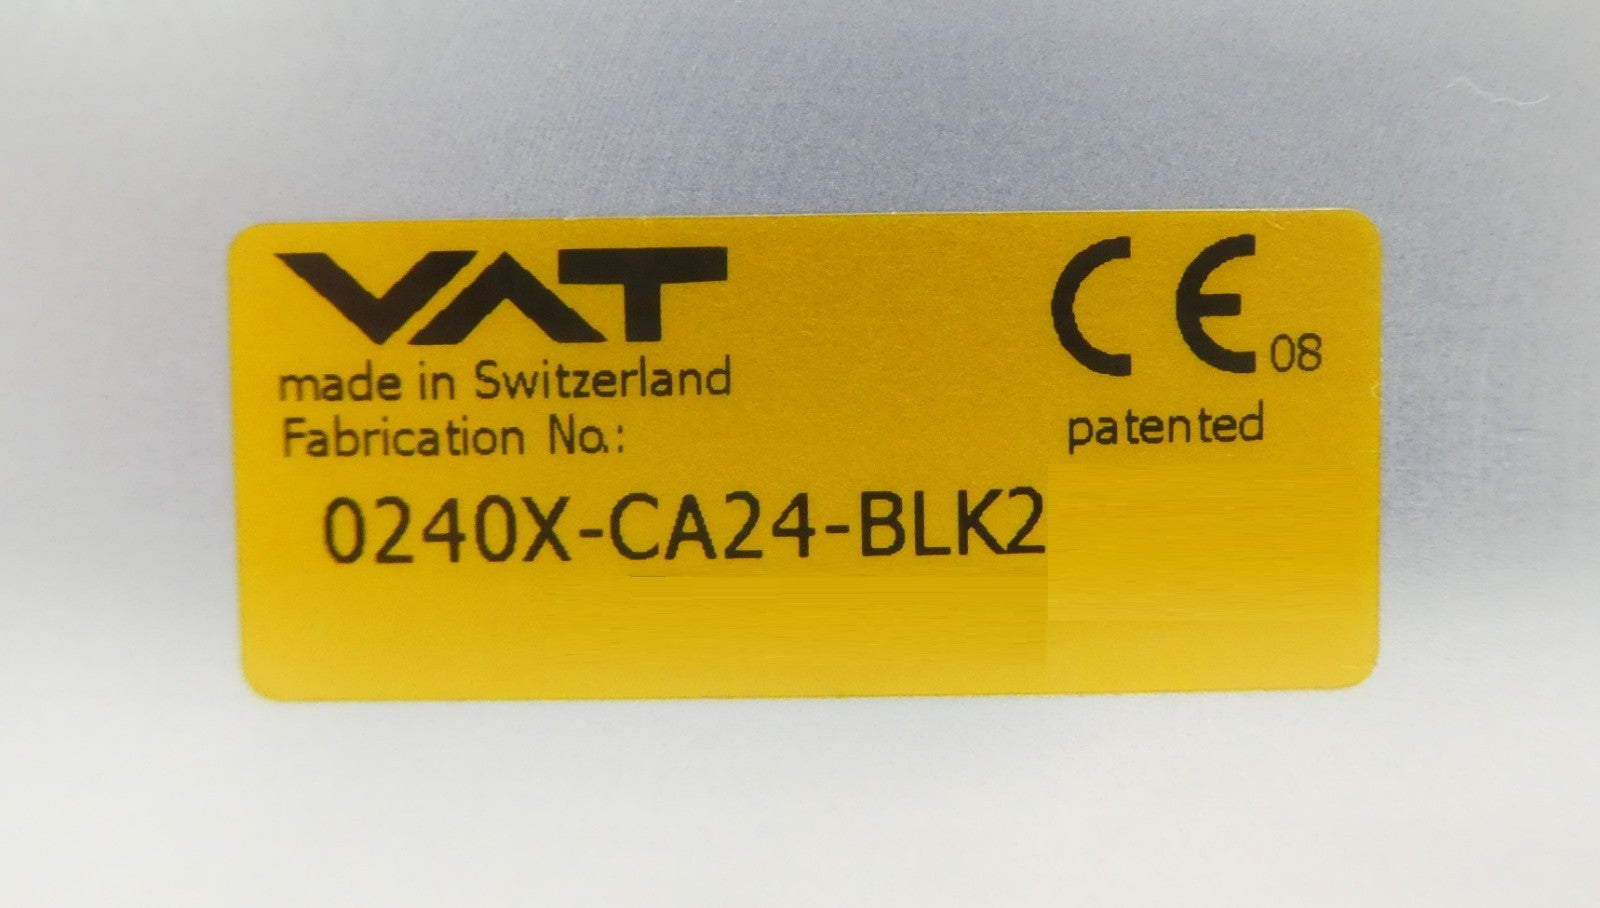 VAT
CE 08
made in Switzerland
patented
Fabrication No.:
0240X-CA24-BLK2